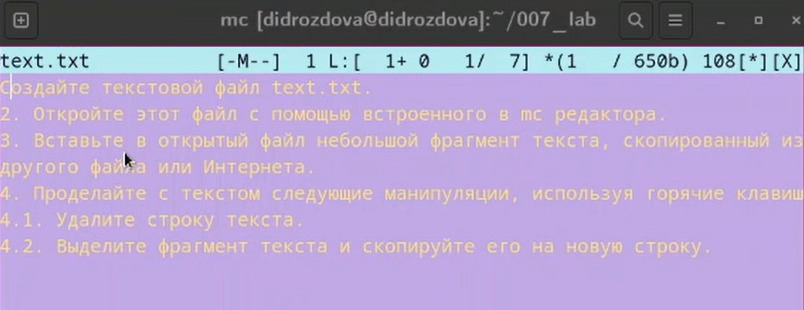 mc [didrozdova@didrozdova]:~/007_lab
text.txt [-M--] 1 L:[ 1+ 0 1/ 7] *(1 / 650b) 108[*][X]
Создайте текстовой файл text.txt.
2. Откройте этот файл с помощью встроенного в mc редактора.
3. Вставьте в открытый файл небольшой фрагмент текста, скопированный из
другого файла или Интернета.
4. Проделайте с текстом следующие манипуляции, используя горячие клавиш
4.1. Удалите строку текста.
4.2. Выделите фрагмент текста и скопируйте его на новую строку.